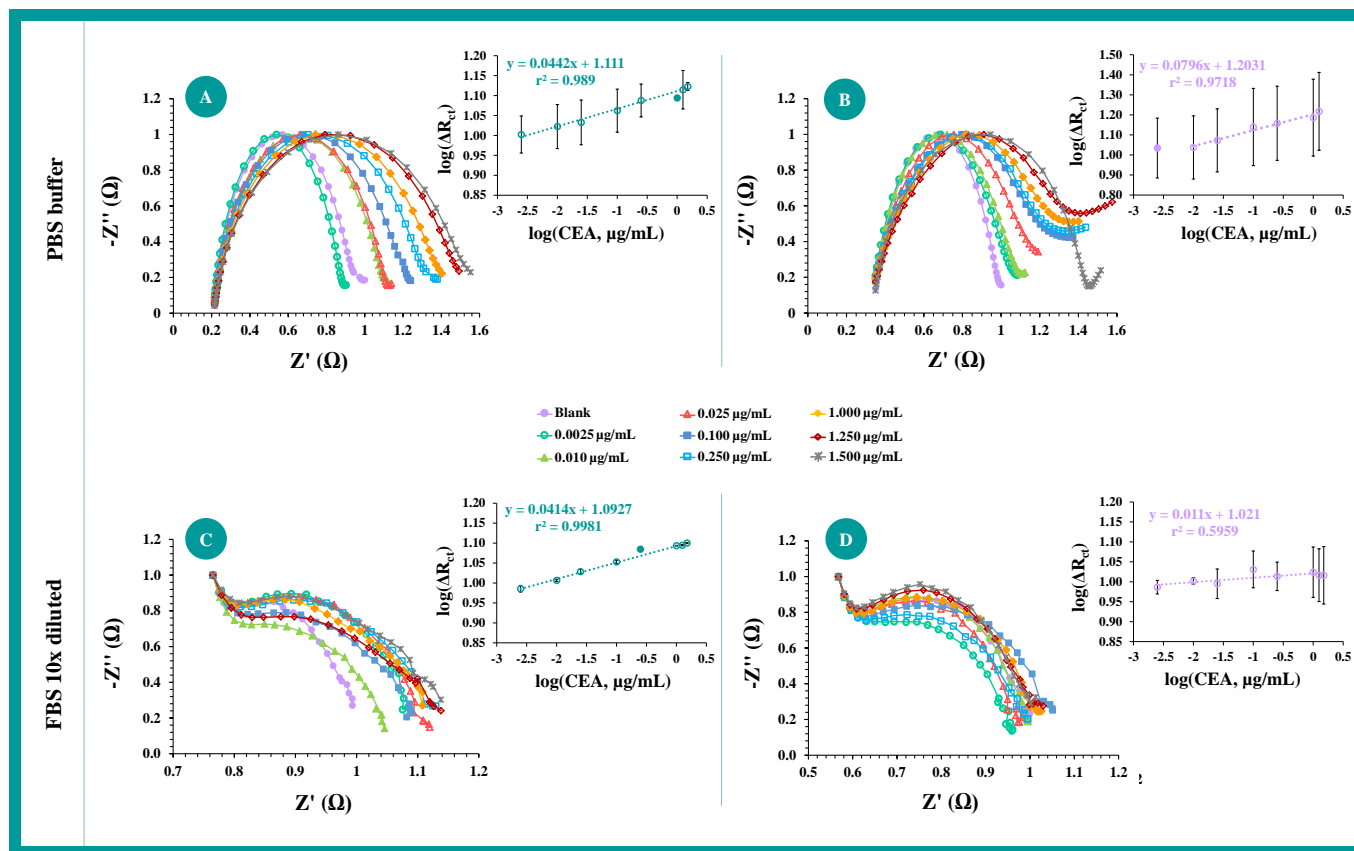 PBS buffer
A
y = 0.0442x + 1.111
r² = 0.989
log(ΔRct)
1.20
1.15
1.10
1.05
1.00
0.95
0.90
0.85
-3 -2.5 -2 -1.5 -1 -0.5 0 0.5
log(CEA, µg/mL)
-Z'' (Ω)
1.2
1.0
0.8
0.6
0.4
0.2
0
0 0.2 0.4 0.6 0.8 1 1.2 1.4 1.6
Z' (Ω)
B
y = 0.0796x + 1.2031
r² = 0.9718
log(ΔRct)
1.50
1.40
1.30
1.20
1.10
1.00
0.90
0.80
-3 -2.5 -2 -1.5 -1 -0.5 0 0.5
log(CEA, µg/mL)
-Z'' (Ω)
1.2
1.0
0.8
0.6
0.4
0.2
0
0 0.2 0.4 0.6 0.8 1 1.2 1.4 1.6
Z' (Ω)
Blank
0.0025 µg/mL
0.010 µg/mL
0.025 µg/mL
0.100 µg/mL
0.250 µg/mL
1.000 µg/mL
1.250 µg/mL
1.500 µg/mL
FBS 10x diluted
C
y = 0.0414x + 1.0927
r² = 0.9981
log(ΔRct)
1.20
1.15
1.10
1.05
1.00
0.95
0.90
0.85
-3 -2.5 -2 -1.5 -1 -0.5 0 0.5
log(CEA, µg/mL)
-Z'' (Ω)
1.2
1.0
0.8
0.6
0.4
0.2
0.0
0.7 0.8 0.9 1 1.1 1.2
Z' (Ω)
D
y = 0.011x + 1.021
r² = 0.5959
log(ΔRct)
1.20
1.15
1.10
1.05
1.00
0.95
0.90
0.85
-3 -2.5 -2 -1.5 -1 -0.5 0 0.5
log(CEA, µg/mL)
-Z'' (Ω)
1.2
1.0
0.8
0.6
0.4
0.2
0.0
0.5 0.6 0.7 0.8 0.9 1 1.1 1.2
Z' (Ω)